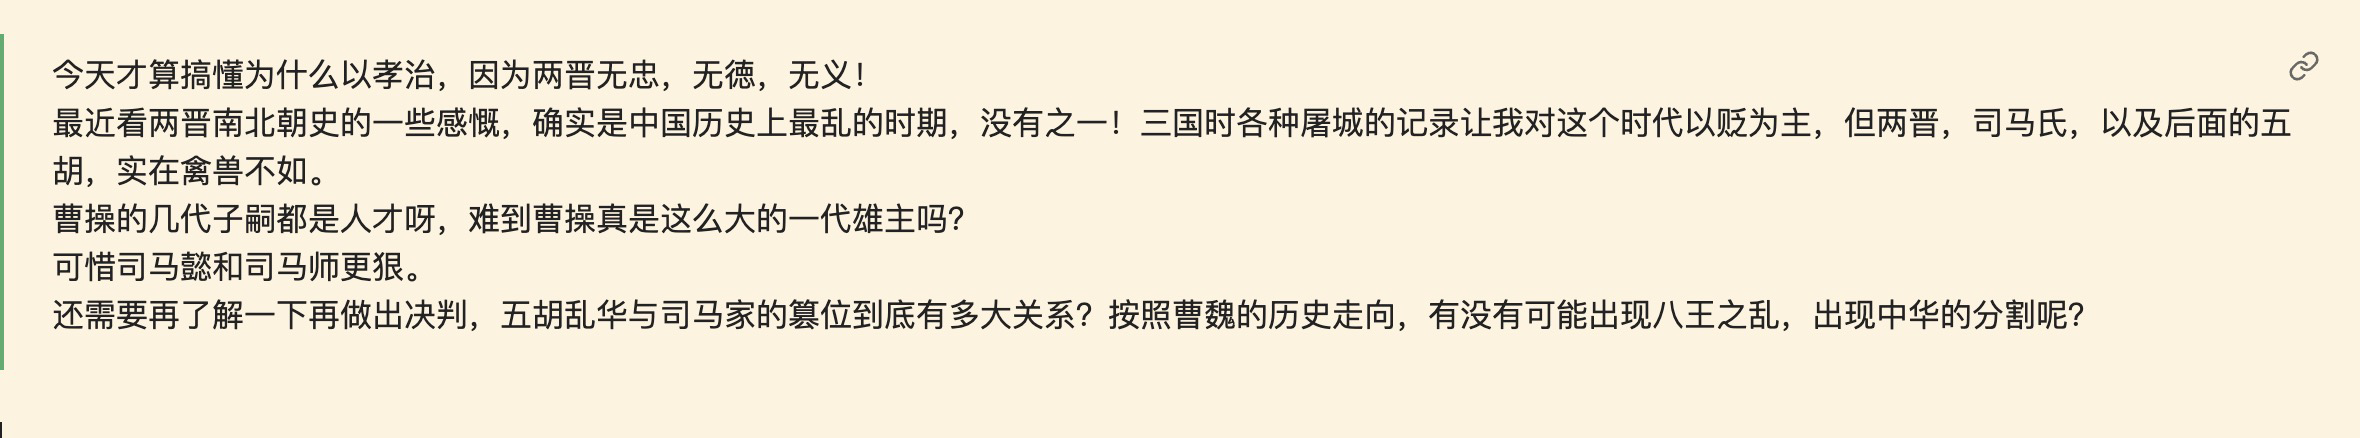 今天才算搞懂为什么以孝治，因为两晋无忠，无德，无义！
最近看两晋南北朝史的一些感慨，确实是中国历史上最乱的时期，没有之一！三国时各种屠城的记录让我对这个时代以贬为主，但两晋，司马氏，以及后面的五
胡，实在禽兽不如。
曹操的几代子嗣都是人才呀，难到曹操真是这么大的一代雄主吗？
可惜司马懿和司马师更狠。
还需要再了解一下再做出决判，五胡乱华与司马家的篡位到底有多大关系？按照曹魏的历史走向，有没有可能出现八王之乱，出现中华的分割呢？